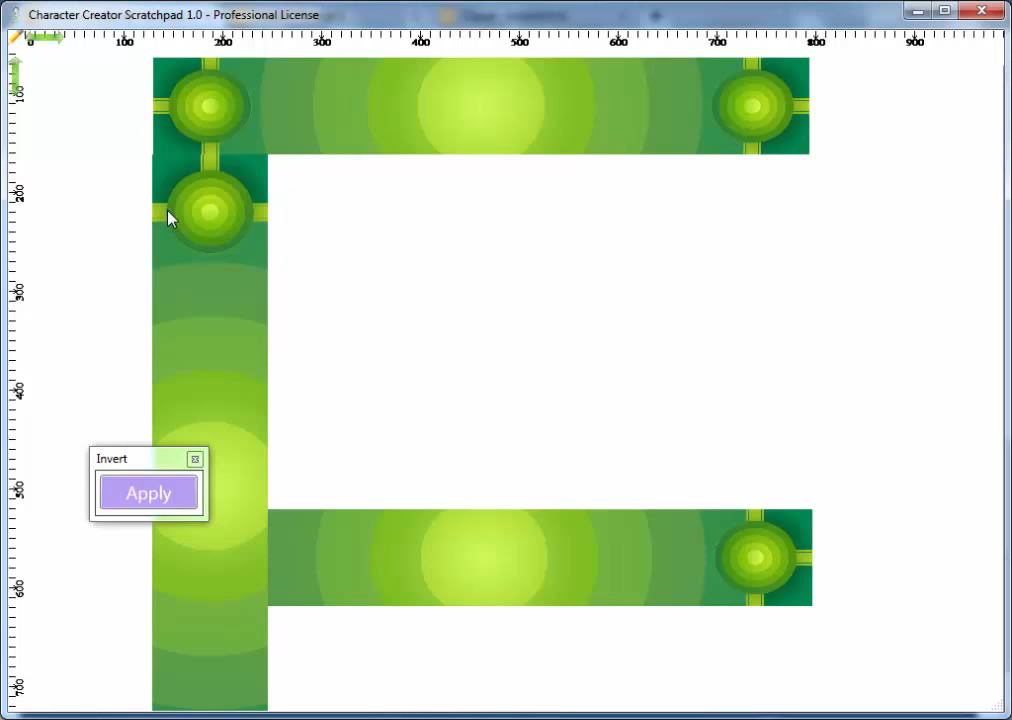 Character Creator Scratchpad 1.0 - Professional License
0 100 200 300 400 500 600 700 800 900
100
200
300
400
500
600
700
Invert
Apply